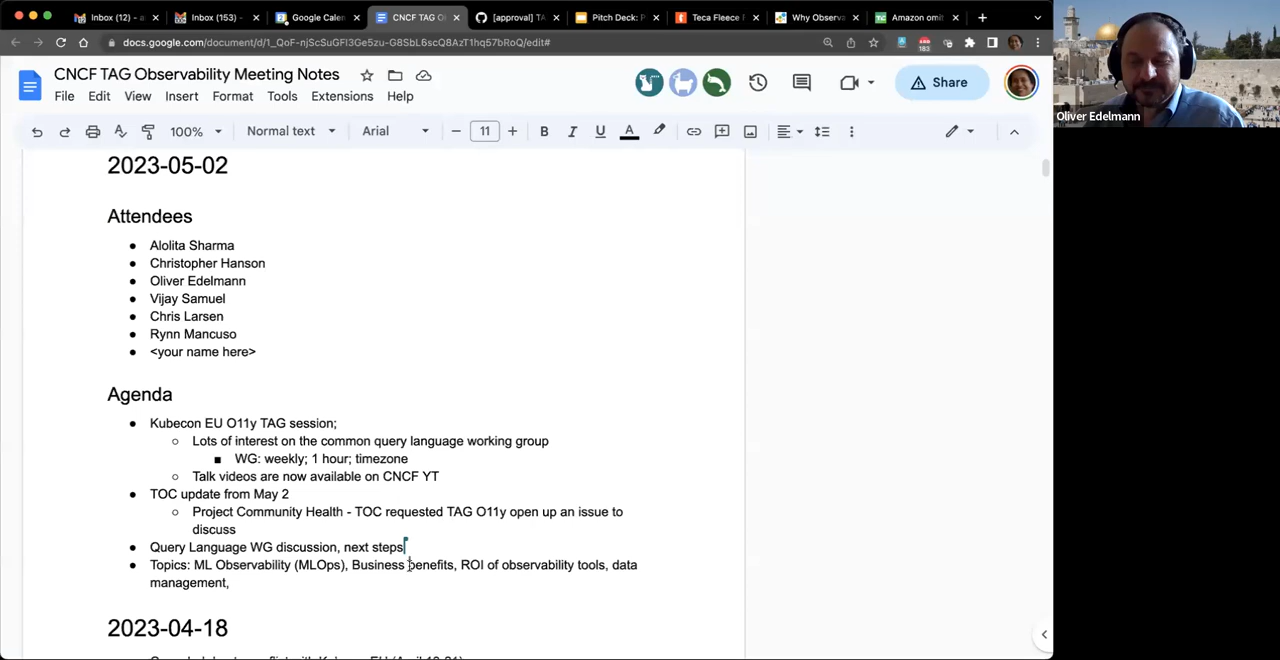 Inbox (12) - a
Inbox (153) -
Google Calen
CNCF TAG O
[approval] TA
Pitch Deck: P
Teca Fleece F
Why Observa
Amazon omit
docs.google.com/document/d/1_QoF-njScSuGFI3Ge5zu-G8SbL6scQ8AzT1hq57bRoQ/edit#
183
CNCF TAG Observability Meeting Notes
Share
File Edit View Insert Format Tools Extensions Help
100% Normal text Arial 11 B I U A
2023-05-02
Attendees
Alolita Sharma
Christopher Hanson
Oliver Edelmann
Vijay Samuel
Chris Larsen
Rynn Mancuso
<your name here>
Agenda
Kubecon EU O11y TAG session;
Lots of interest on the common query language working group
WG: weekly; 1 hour; timezone
Talk videos are now available on CNCF YT
TOC update from May 2
Project Community Health - TOC requested TAG O11y open up an issue to
discuss
Query Language WG discussion, next steps
Topics: ML Observability (MLOps), Business benefits, ROI of observability tools, data
management,
2023-04-18
Oliver Edelmann